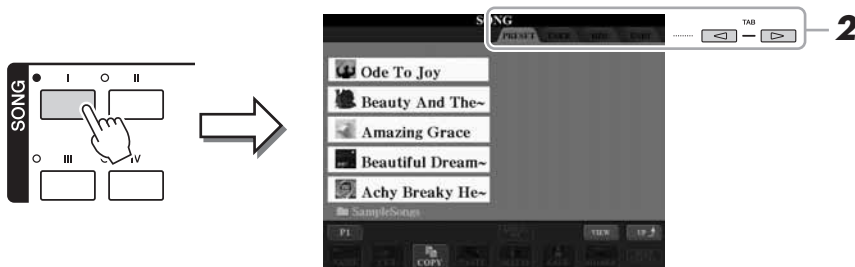 SONG
I
II
III
IV
SONG
PRESET
USER
TAB
2
Ode To Joy
Beauty And The~
Amazing Grace
Beautiful Dream~
Achy Breaky He~
SampleSongs
P1
VIEW
UP
COPY